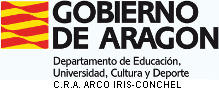 GOBIERNO
DE ARAGON
Departamento de Educación,
Universidad, Cultura y Deporte
C.R.A. ARCO IRIS-CONCHEL